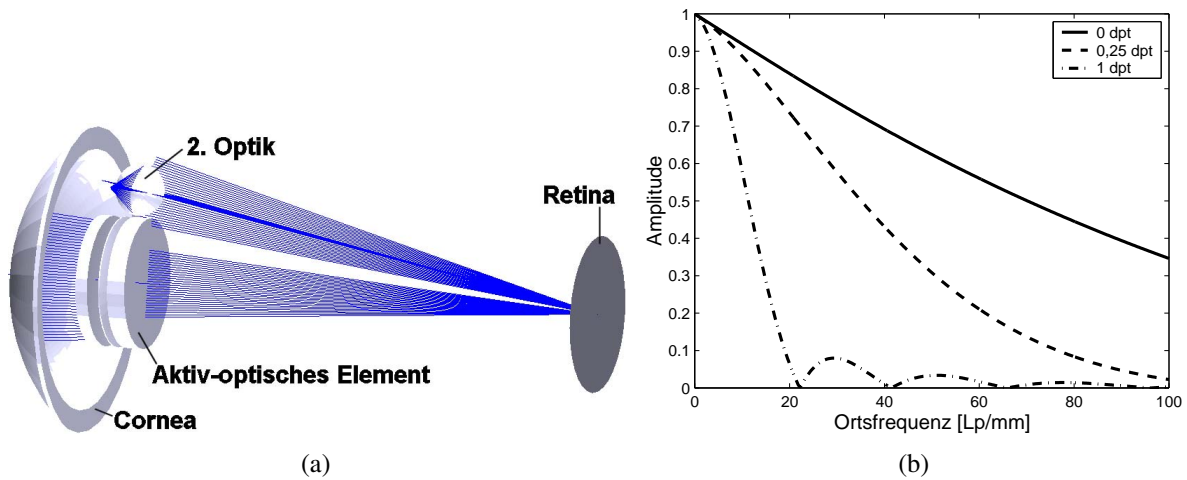 2. Optik
Retina
Aktiv-optisches Element
Cornea
(a)
1
0.9
0.8
0.7
0.6
0.5
0.4
0.3
0.2
0.1
0
Amplitude
0 20 40 60 80 100
Ortsfrequenz [Lp/mm]
0 dpt
0,25 dpt
1 dpt
(b)